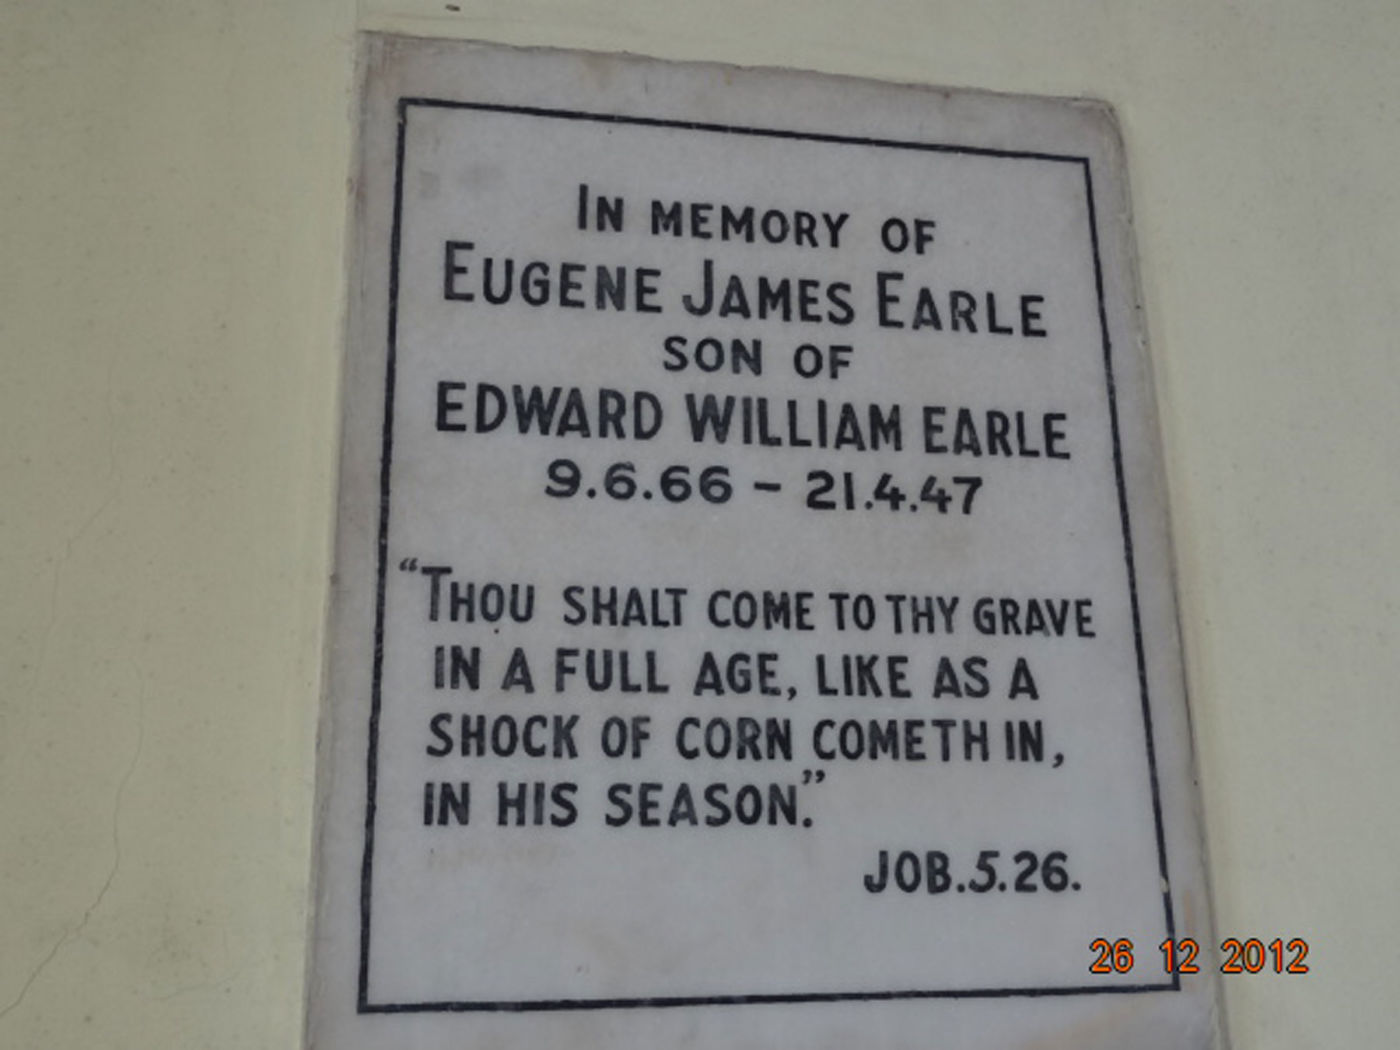 IN MEMORY OF
EUGENE JAMES EARLE
SON OF
EDWARD WILLIAM EARLE
9.6.66 - 21.4.47
"THOU SHALT COME TO THY GRAVE
IN A FULL AGE, LIKE AS A
SHOCK OF CORN COMETH IN,
IN HIS SEASON."
JOB.5.26.
26 12 2012